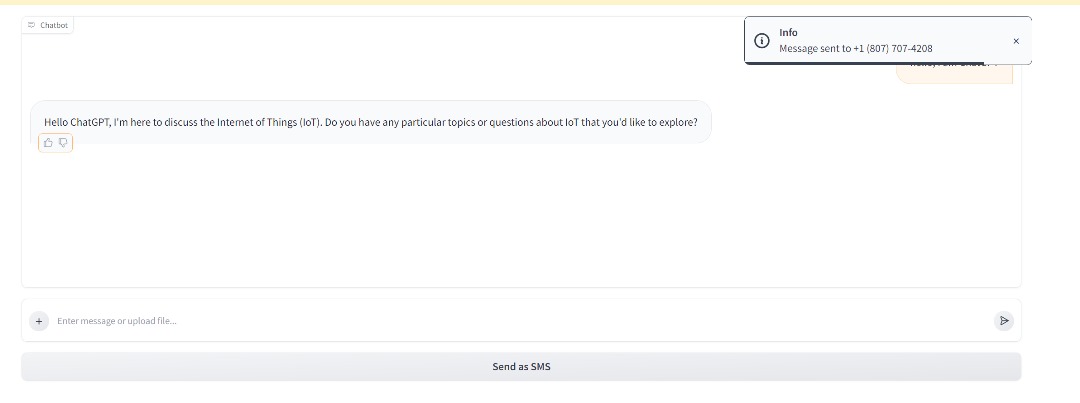 Chatbot
Info
Message sent to +1 (807) 707-4208
Hello ChatGPT, I'm here to discuss the Internet of Things (IoT). Do you have any particular topics or questions about IoT that you'd like to explore?
Enter message or upload file...
Send as SMS